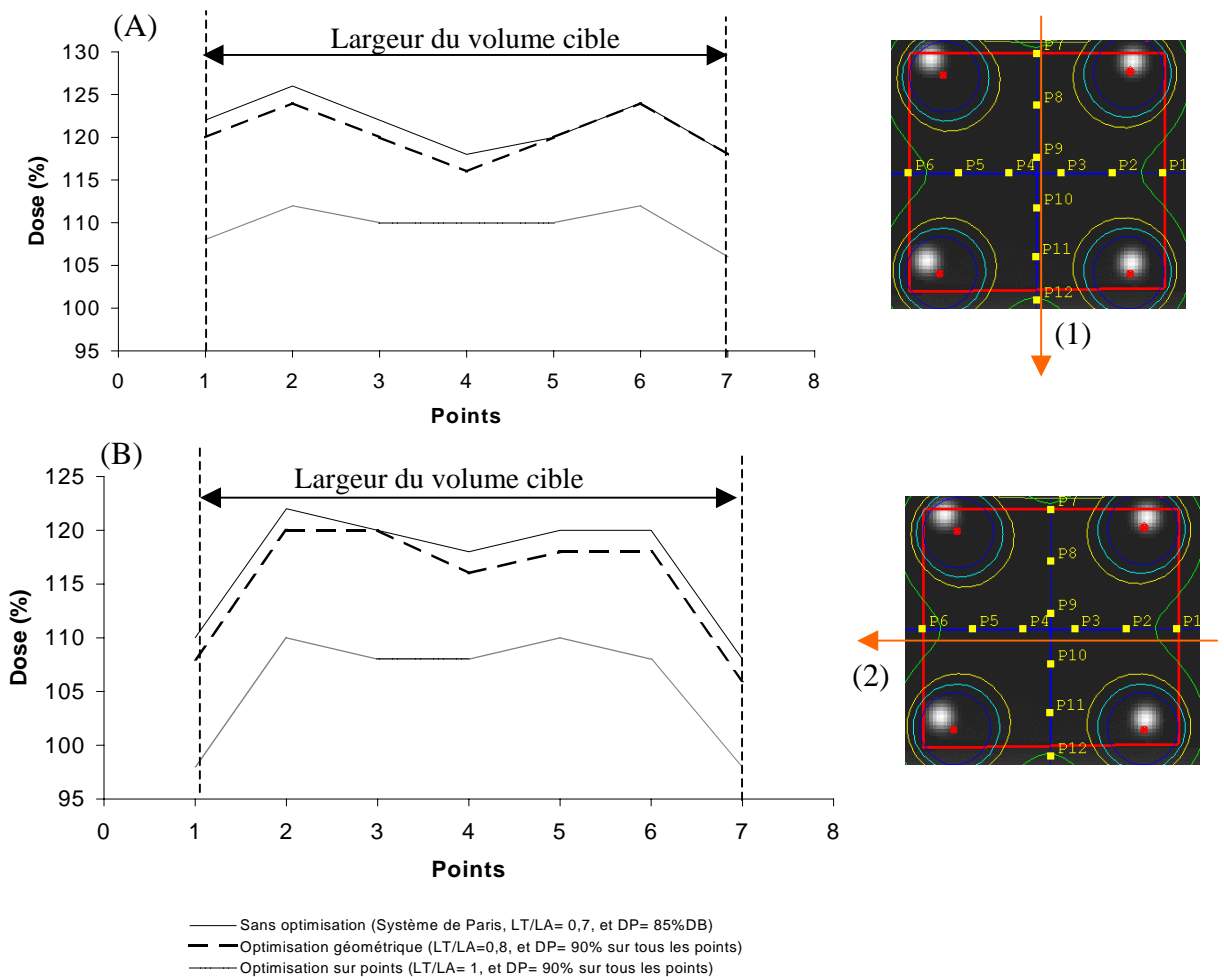 (A)
Largeur du volume cible
130
125
120
115
110
105
100
95
Dose (%)
0 1 2 3 4 5 6 7 8
Points
P7
P8
P9
P6 P5 P4 P3 P2 P1
P10
P11
P12
(1)
(B)
Largeur du volume cible
125
120
115
110
105
100
95
Dose (%)
0 1 2 3 4 5 6 7 8
Points
P7
P8
P9
P6 P5 P4 P3 P2 P1
P10
P11
P12
(2)
Sans optimisation (Système de Paris, LT/LA= 0,7, et DP= 85%DB)
Optimisation géométrique (LT/LA=0,8, et DP= 90% sur tous les points)
Optimisation sur points (LT/LA= 1, et DP= 90% sur tous les points)